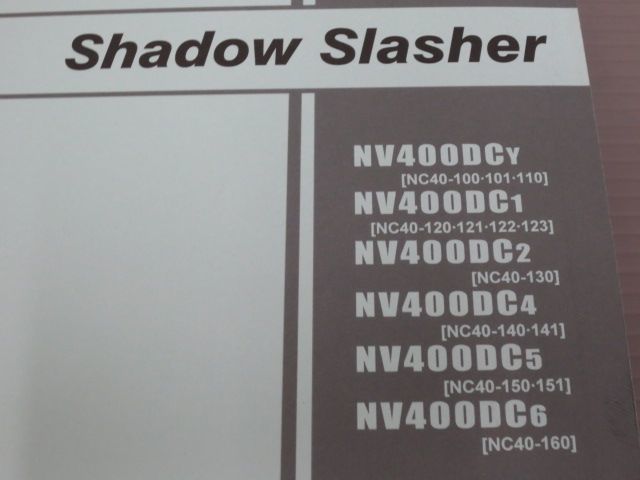 Shadow Slasher
NV400DCY
[NC40-100·101·110]
NV400DC1
[NC40-120·121·122·123]
NV400DC2
[NC40-130]
NV400DC4
[NC40-140·141]
NV400DC5
[NC40-150·151]
NV400DC6
[NC40-160]